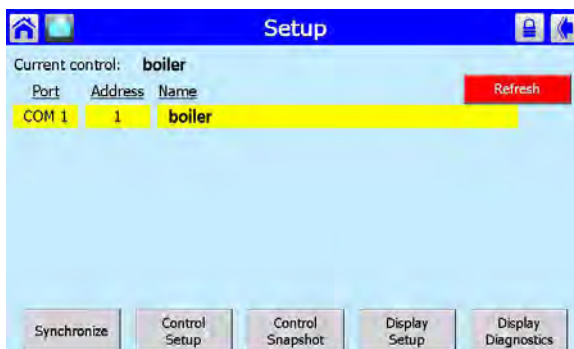 Setup
Current control: boiler
Port Address Name
Refresh
COM 1 1 boiler
Synchronize
Control
Setup
Control
Snapshot
Display
Setup
Display
Diagnostics